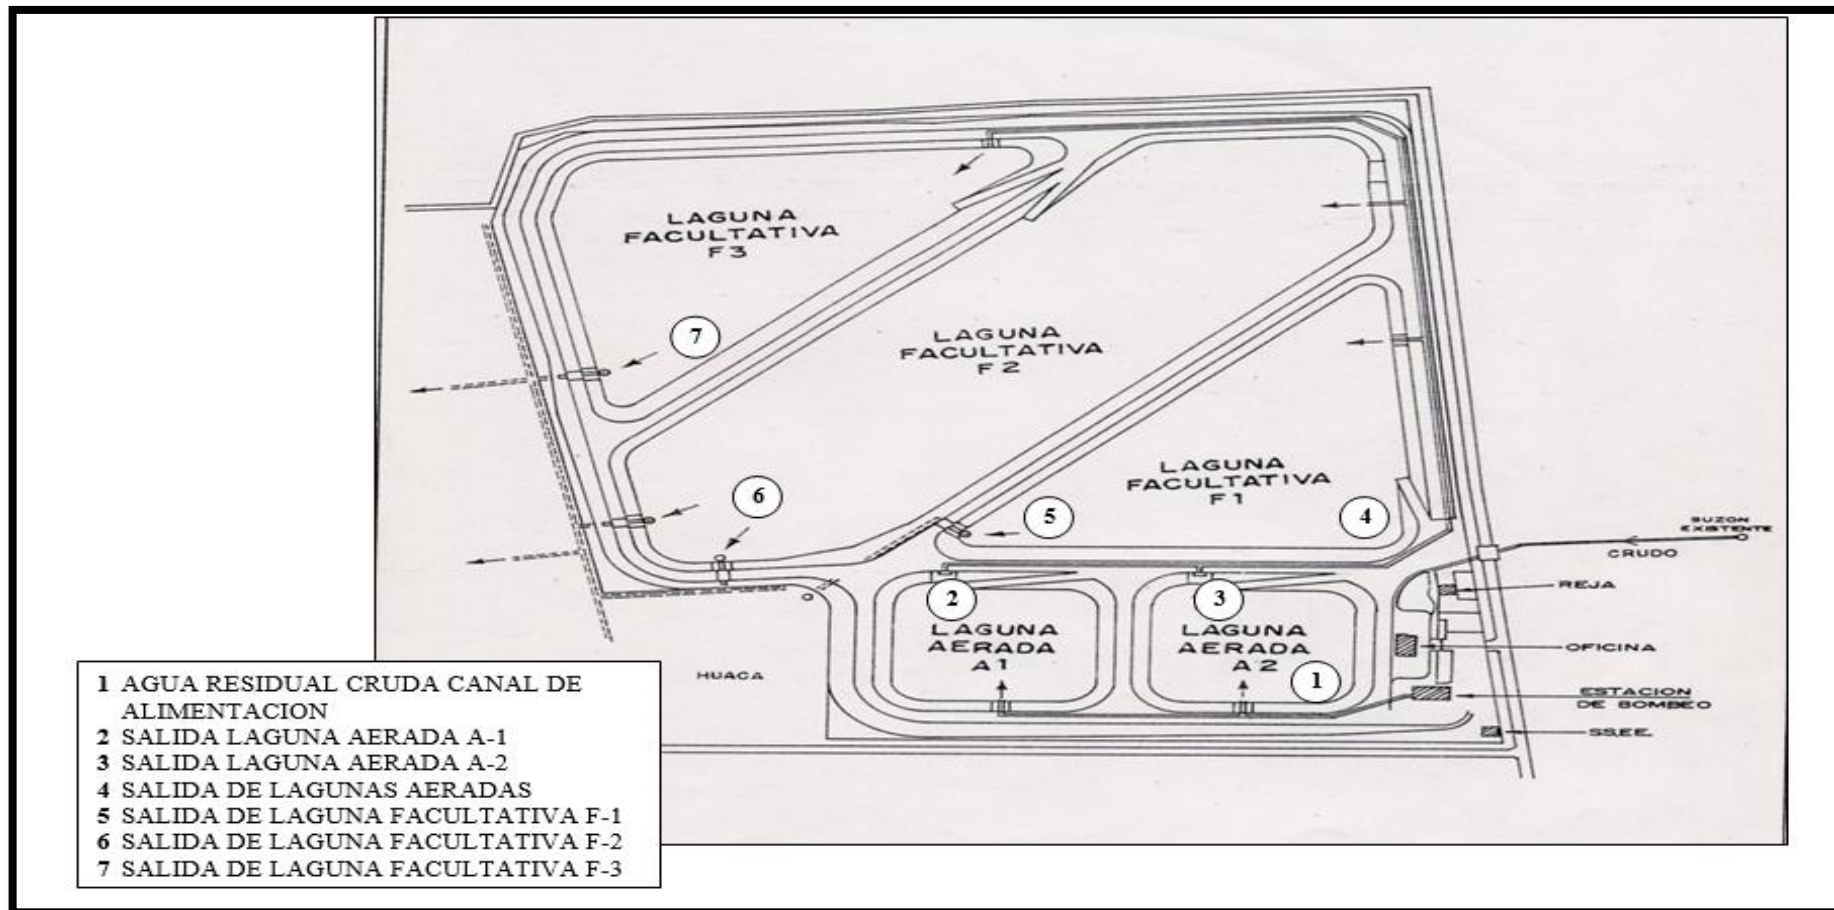 LAGUNA
FACULTATIVA
F3
7
LAGUNA
FACULTATIVA
F2
LAGUNA
FACULTATIVA
F1
6
5
4
BUZON
EXISTENTE
CRUDO
REJA
2
3
LAGUNA
AERADA
A1
LAGUNA
AERADA
A2
1
OFICINA
HUACA
ESTACION
DE BOMBEO
SS.EE.
1 AGUA RESIDUAL CRUDA CANAL DE
ALIMENTACION
2 SALIDA LAGUNA AERADA A-1
3 SALIDA LAGUNA AERADA A-2
4 SALIDA DE LAGUNAS AERADAS
5 SALIDA DE LAGUNA FACULTATIVA F-1
6 SALIDA DE LAGUNA FACULTATIVA F-2
7 SALIDA DE LAGUNA FACULTATIVA F-3